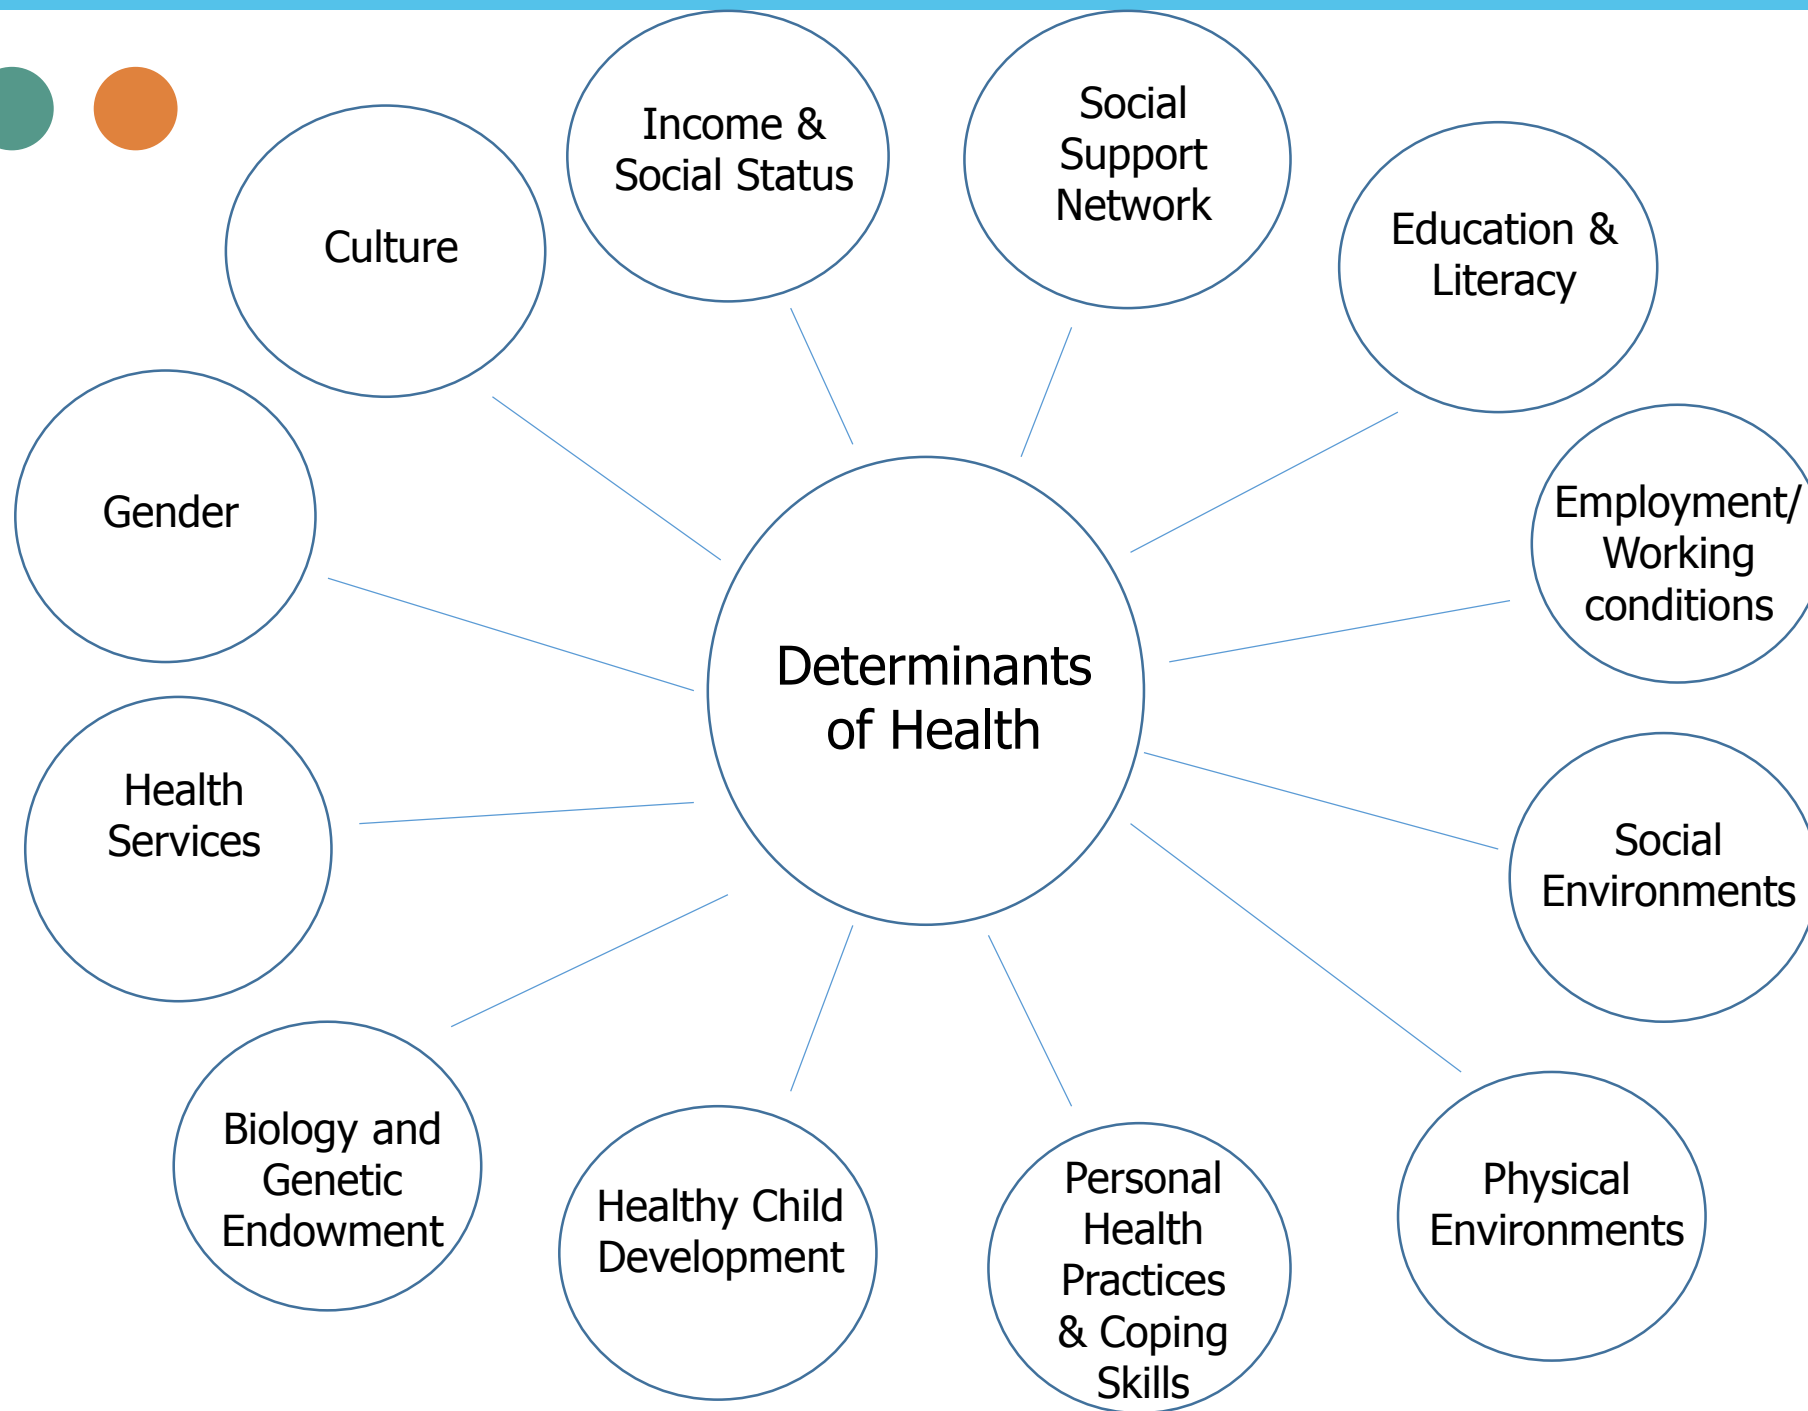 Income &
Social Status
Social
Support
Network
Education &
Literacy
Culture
Employment/
Working
conditions
Gender
Determinants
of Health
Health
Services
Social
Environments
Biology and
Genetic
Endowment
Healthy Child
Development
Personal
Health
Practices
& Coping
Skills
Physical
Environments